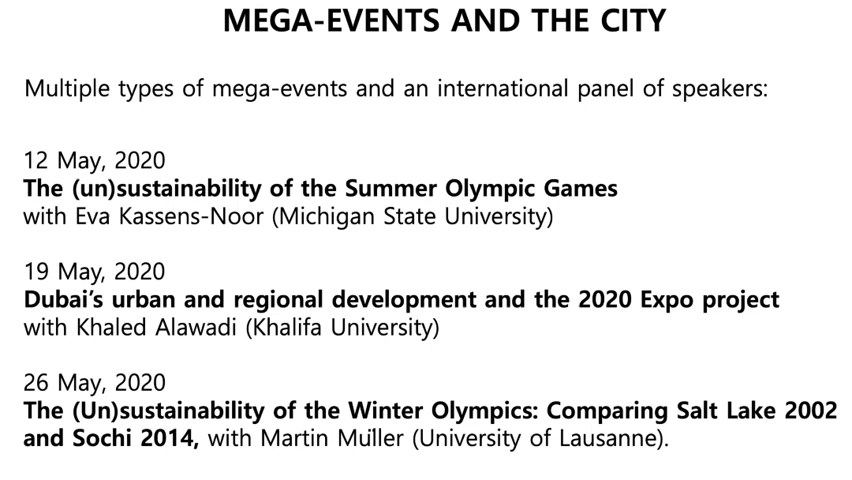 MEGA-EVENTS AND THE CITY
Multiple types of mega-events and an international panel of speakers:
12 May, 2020
The (un)sustainability of the Summer Olympic Games
with Eva Kassens-Noor (Michigan State University)
19 May, 2020
Dubai's urban and regional development and the 2020 Expo project
with Khaled Alawadi (Khalifa University)
26 May, 2020
The (Un)sustainability of the Winter Olympics: Comparing Salt Lake 2002
and Sochi 2014, with Martin Müller (University of Lausanne).